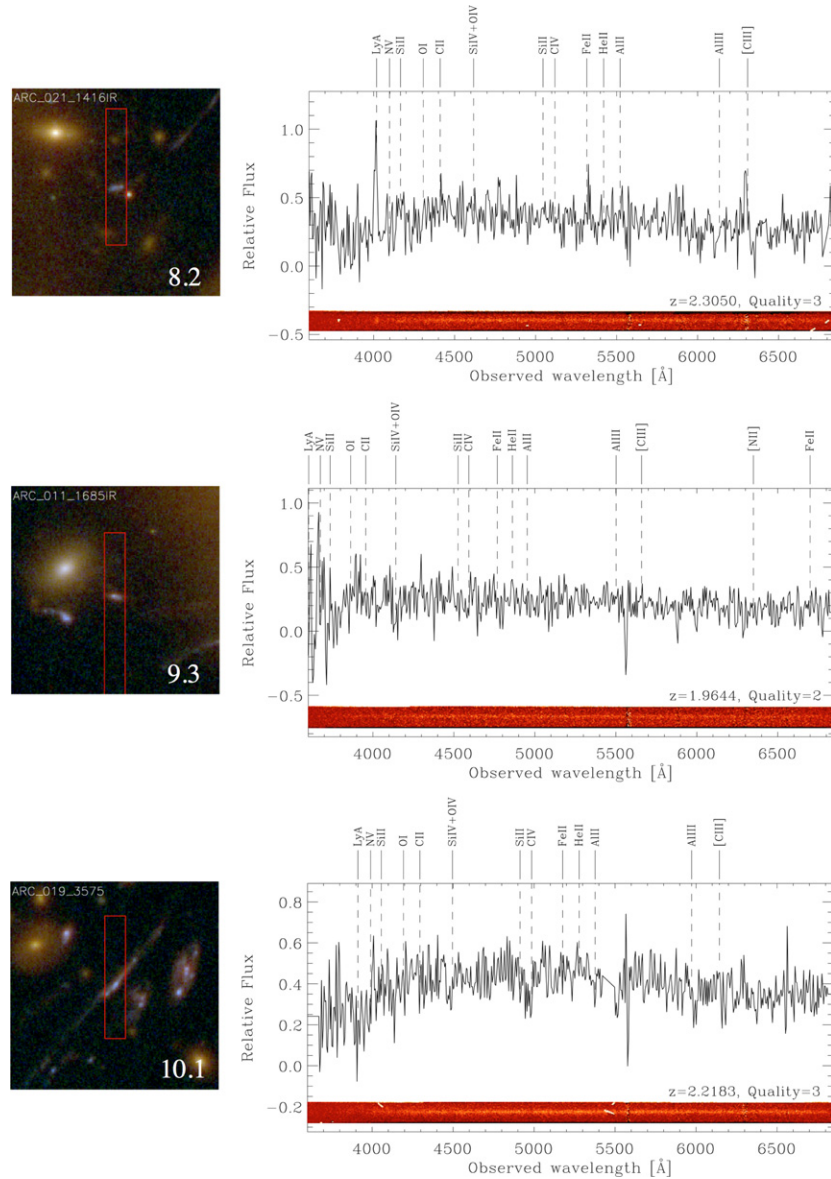 LyA NV SiII OI CII SiIV+OIV SiII CIV FeII HeII AlII AlIII [CIII]
ARC_021_1416IR
8.2
Relative Flux
1.0
0.5
0.0
-0.5
z=2.3050, Quality=3
4000 4500 5000 5500 6000 6500
Observed wavelength [Å]
LyA NV SiII OI CII SiIV+OIV SiII CIV FeII HeII AlII AlIII [CIII] [NII] FeII
ARC_011_1685IR
9.3
Relative Flux
1.0
0.5
0.0
-0.5
z=1.9644, Quality=2
4000 4500 5000 5500 6000 6500
Observed wavelength [Å]
LyA NV SiII OI CII SiIV+OIV SiII CIV FeII HeII AlII AlIII [CIII]
ARC_019_3575
10.1
Relative Flux
0.8
0.6
0.4
0.2
0.0
-0.2
z=2.2183, Quality=3
4000 4500 5000 5500 6000 6500
Observed wavelength [Å]